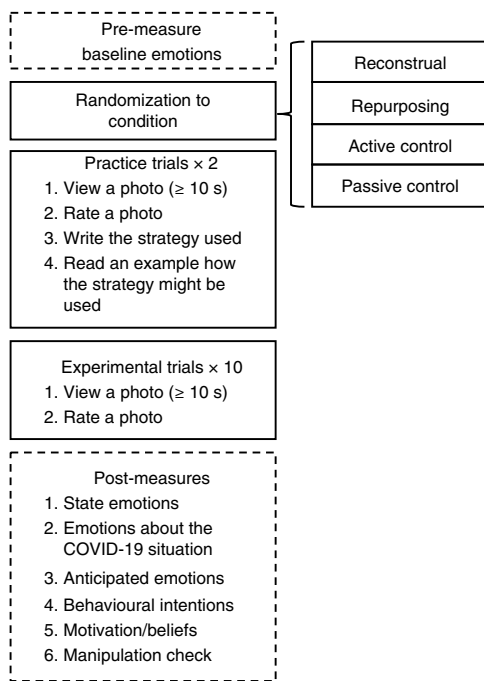 Pre-measure
baseline emotions
Randomization to
condition
Reconstrual
Repurposing
Active control
Passive control
Practice trials × 2
1. View a photo (≥ 10 s)
2. Rate a photo
3. Write the strategy used
4. Read an example how
the strategy might be
used
Experimental trials × 10
1. View a photo (≥ 10 s)
2. Rate a photo
Post-measures
1. State emotions
2. Emotions about the
COVID-19 situation
3. Anticipated emotions
4. Behavioural intentions
5. Motivation/beliefs
6. Manipulation check